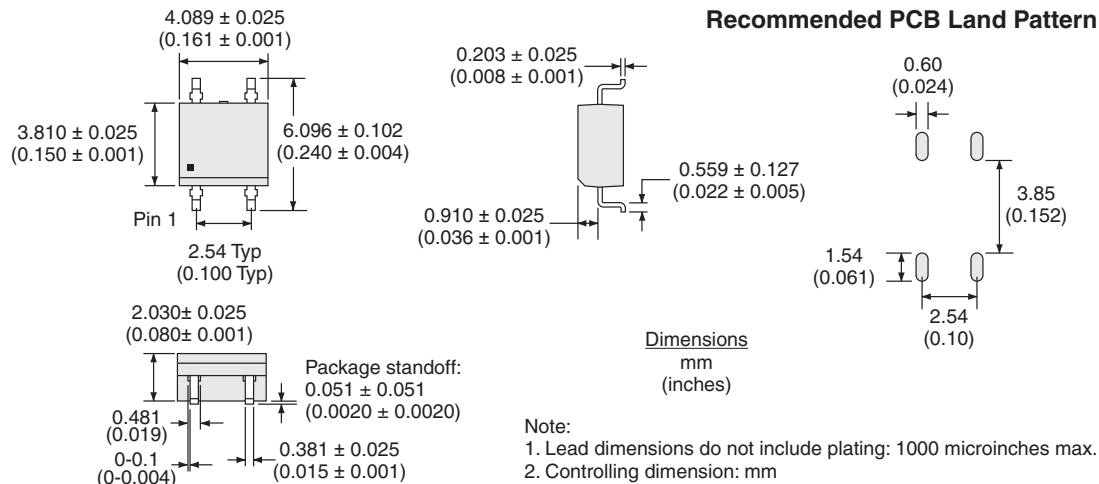 4.089 ± 0.025
(0.161 ± 0.001)
3.810 ± 0.025
(0.150 ± 0.001)
6.096 ± 0.102
(0.240 ± 0.004)
Pin 1
2.54 Typ
(0.100 Typ)
0.203 ± 0.025
(0.008 ± 0.001)
0.559 ± 0.127
(0.022 ± 0.005)
0.910 ± 0.025
(0.036 ± 0.001)
Recommended PCB Land Pattern
0.60
(0.024)
3.85
(0.152)
1.54
(0.061)
2.54
(0.10)
2.030± 0.025
(0.080± 0.001)
Package standoff:
0.051 ± 0.051
(0.0020 ± 0.0020)
0.481
(0.019)
0-0.1
(0-0.004)
0.381 ± 0.025
(0.015 ± 0.001)
Dimensions
mm
(inches)
Note:
1. Lead dimensions do not include plating: 1000 microinches max.
2. Controlling dimension: mm